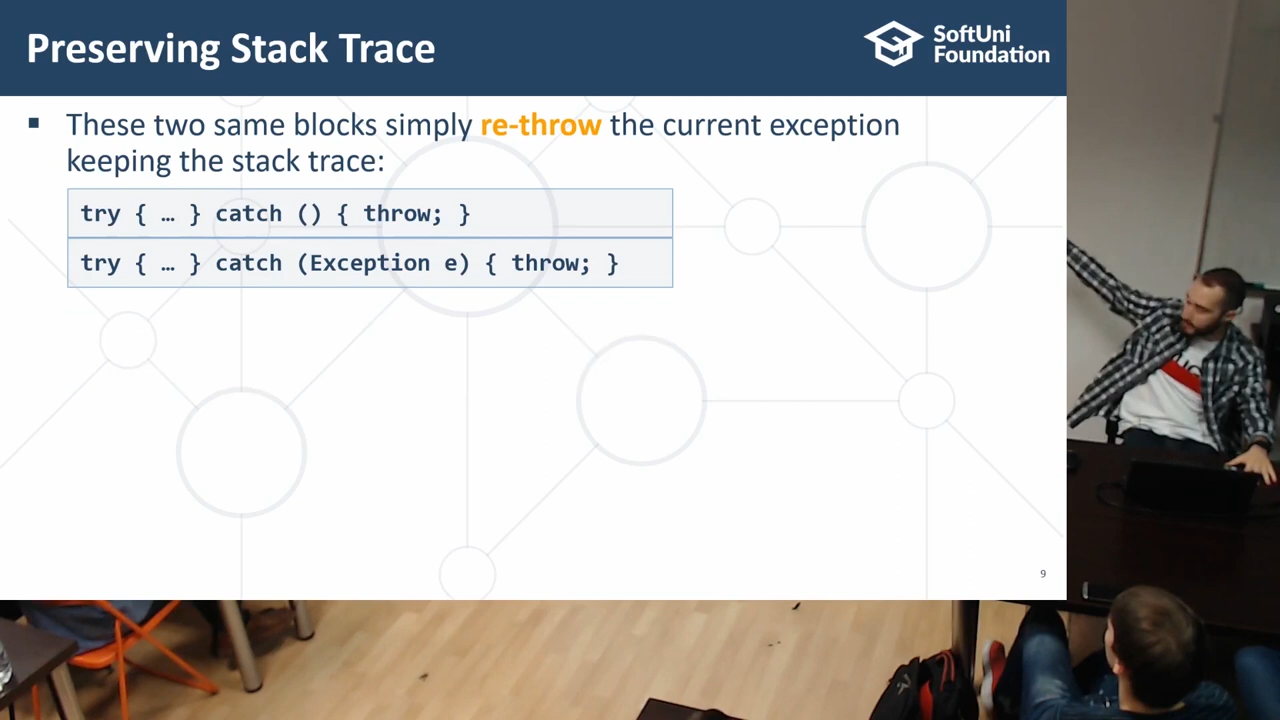 Preserving Stack Trace
SoftUni
Foundation
▪ These two same blocks simply re-throw the current exception
keeping the stack trace:
try { … } catch () { throw; }
try { … } catch (Exception e) { throw; }
9